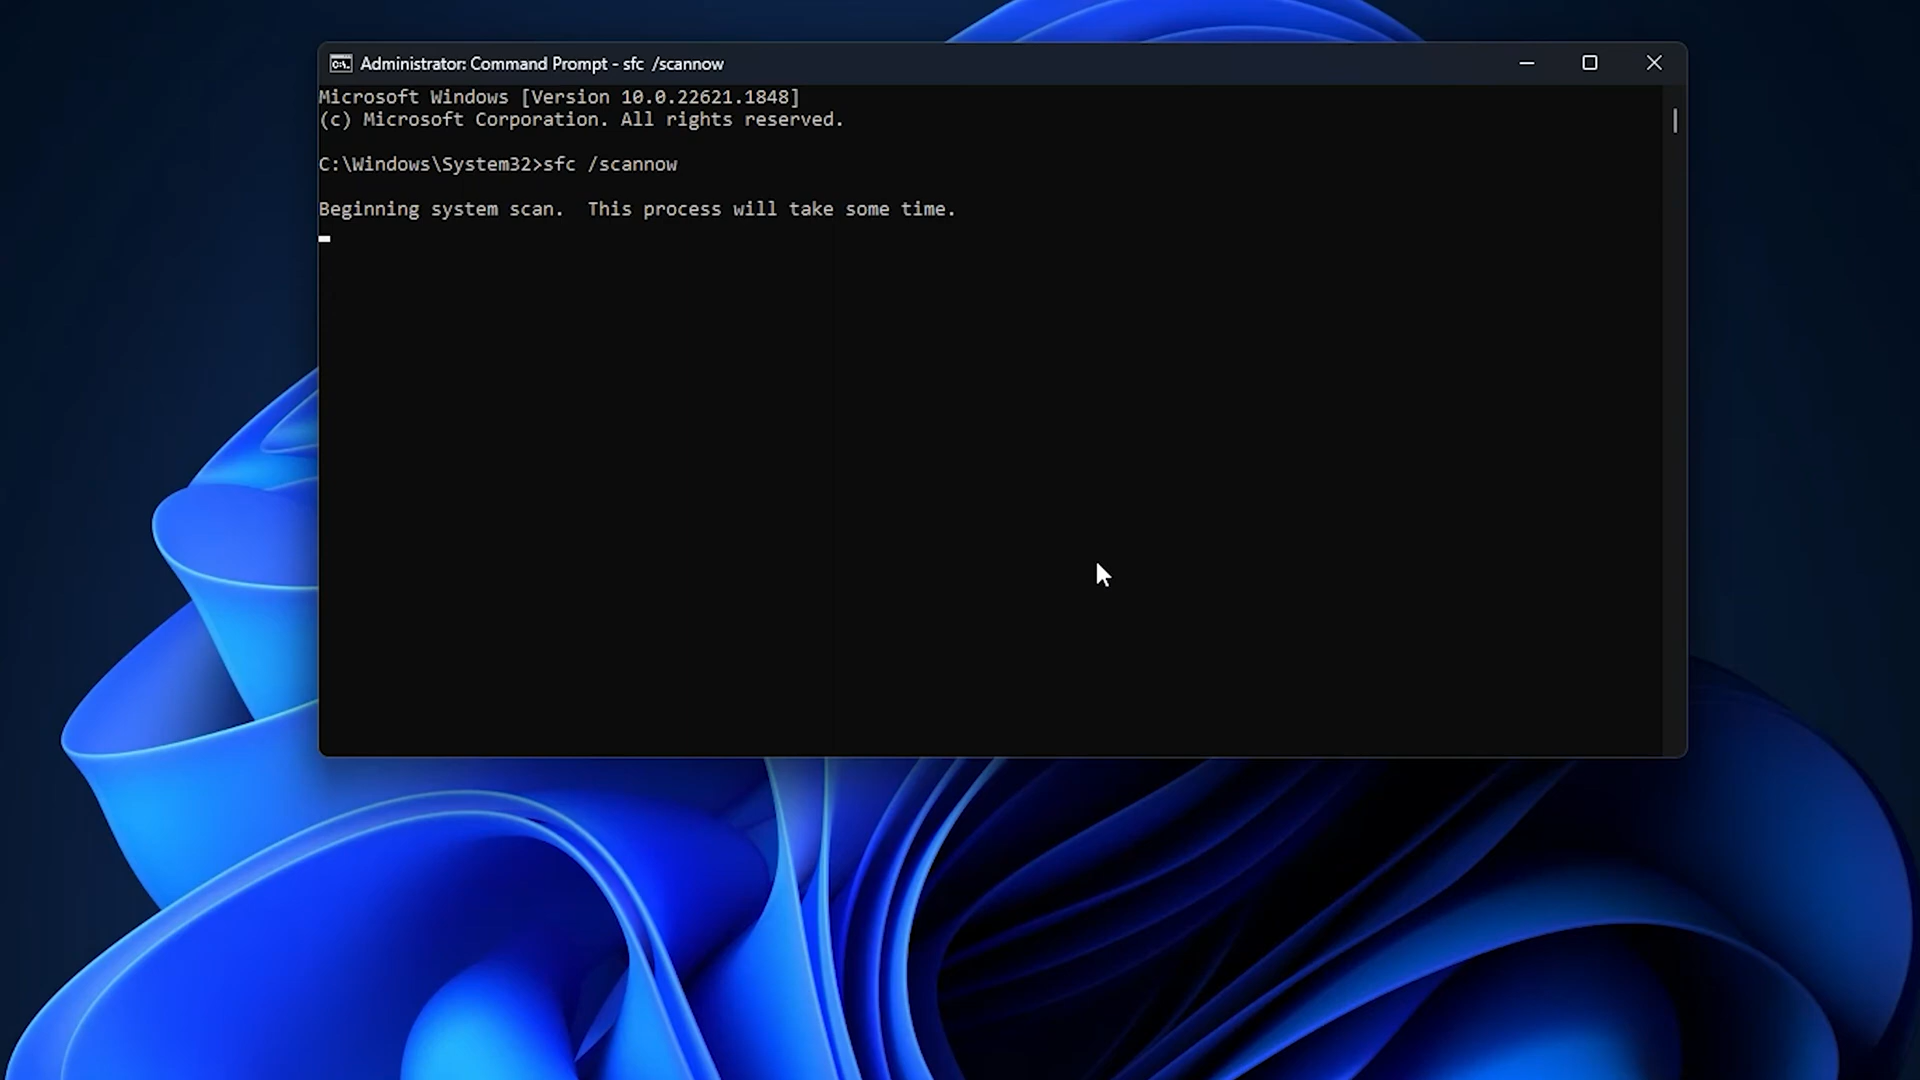 Administrator: Command Prompt - sfc  /scannow
Microsoft Windows [Version 10.0.22621.1848]
(c) Microsoft Corporation. All rights reserved.
C:\Windows\System32>sfc /scannow
Beginning system scan.  This process will take some time.